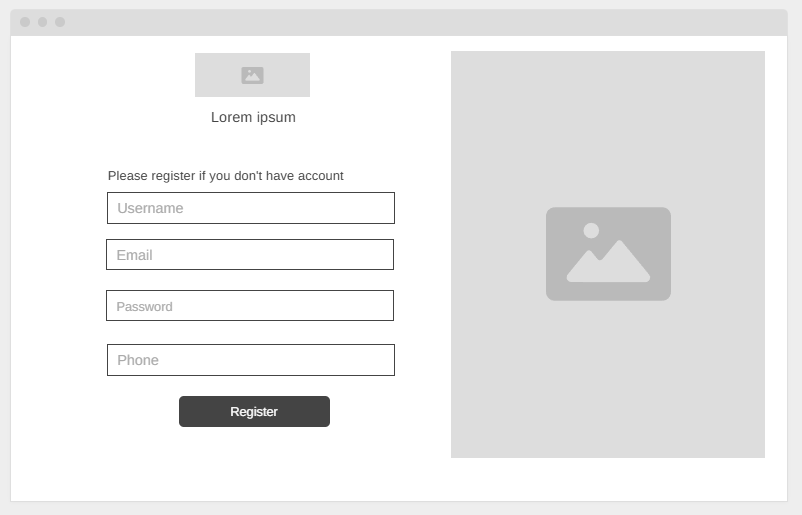 Lorem ipsum
Please register if you don't have account
Username
Email
Password
Phone
Register